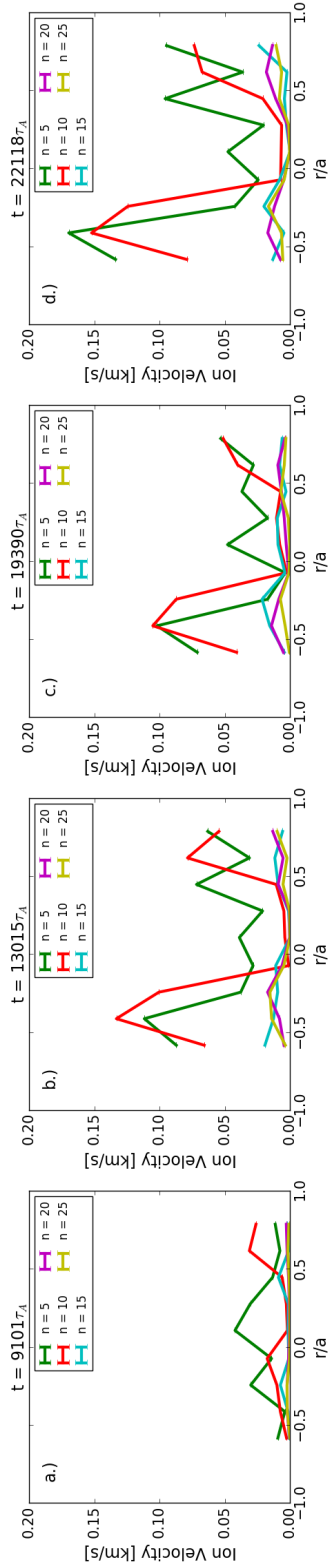 t = 9101τ_A
a.)
n = 5
n = 10
n = 15
n = 20
n = 25
Ion Velocity [km/s]
0.20
0.15
0.10
0.05
0.00
−1.0 −0.5 0.0 0.5 1.0
r/a
t = 13015τ_A
b.)
n = 5
n = 10
n = 15
n = 20
n = 25
Ion Velocity [km/s]
0.20
0.15
0.10
0.05
0.00
−1.0 −0.5 0.0 0.5 1.0
r/a
t = 19390τ_A
c.)
n = 5
n = 10
n = 15
n = 20
n = 25
Ion Velocity [km/s]
0.20
0.15
0.10
0.05
0.00
−1.0 −0.5 0.0 0.5 1.0
r/a
t = 22118τ_A
d.)
n = 5
n = 10
n = 15
n = 20
n = 25
Ion Velocity [km/s]
0.20
0.15
0.10
0.05
0.00
−1.0 −0.5 0.0 0.5 1.0
r/a